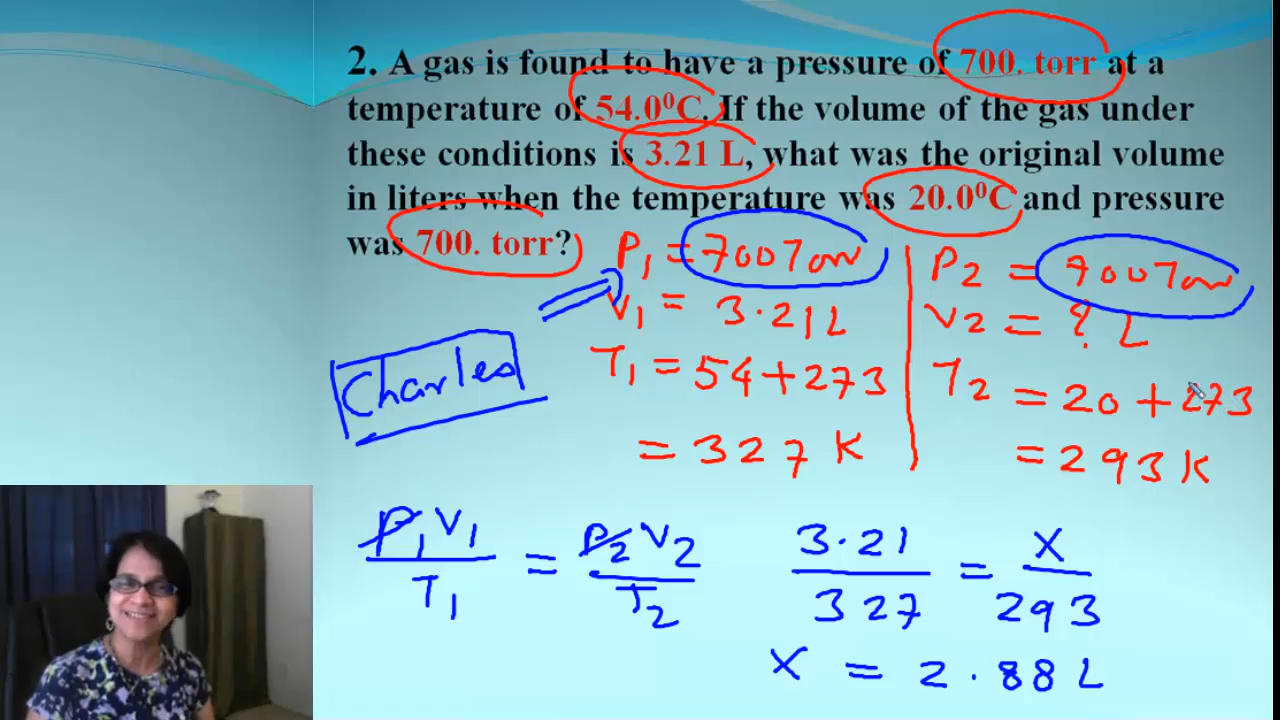 2. A gas is found to have a pressure of 700. torr at a
temperature of 54.0⁰C. If the volume of the gas under
these conditions is 3.21 L, what was the original volume
in liters when the temperature was 20.0⁰C and pressure
was 700. torr?
P₁ = 700 Torr
V₁ = 3.21 L
T₁ = 54 + 273
= 327 K
P₂ = 700 Torr
V₂ = ? L
T₂ = 20 + 273
= 293 K
Charles
P₁V₁ / T₁ = P₂V₂ / T₂
3.21 / 327 = X / 293
X = 2.88 L